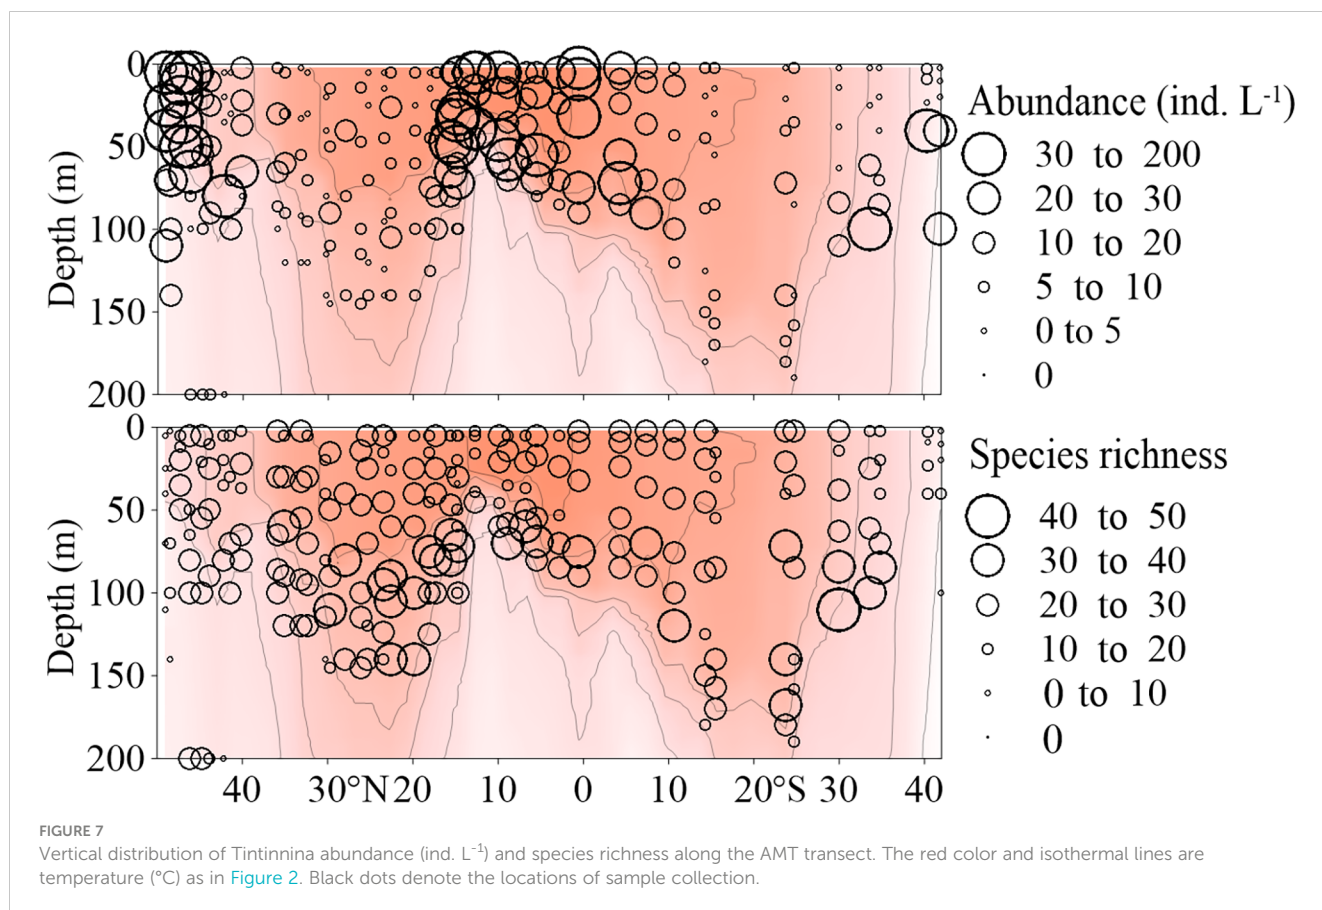 0
50
100
150
200
Depth (m)
Abundance (ind. L-1)
30 to 200
20 to 30
10 to 20
5 to 10
0 to 5
0
0
50
100
150
200
Depth (m)
Species richness
40 to 50
30 to 40
20 to 30
10 to 20
0 to 10
0
40 30°N 20 10 0 10 20°S 30 40
FIGURE 7
Vertical distribution of Tintinnina abundance (ind. L-1) and species richness along the AMT transect. The red color and isothermal lines are
temperature (°C) as in Figure 2. Black dots denote the locations of sample collection.